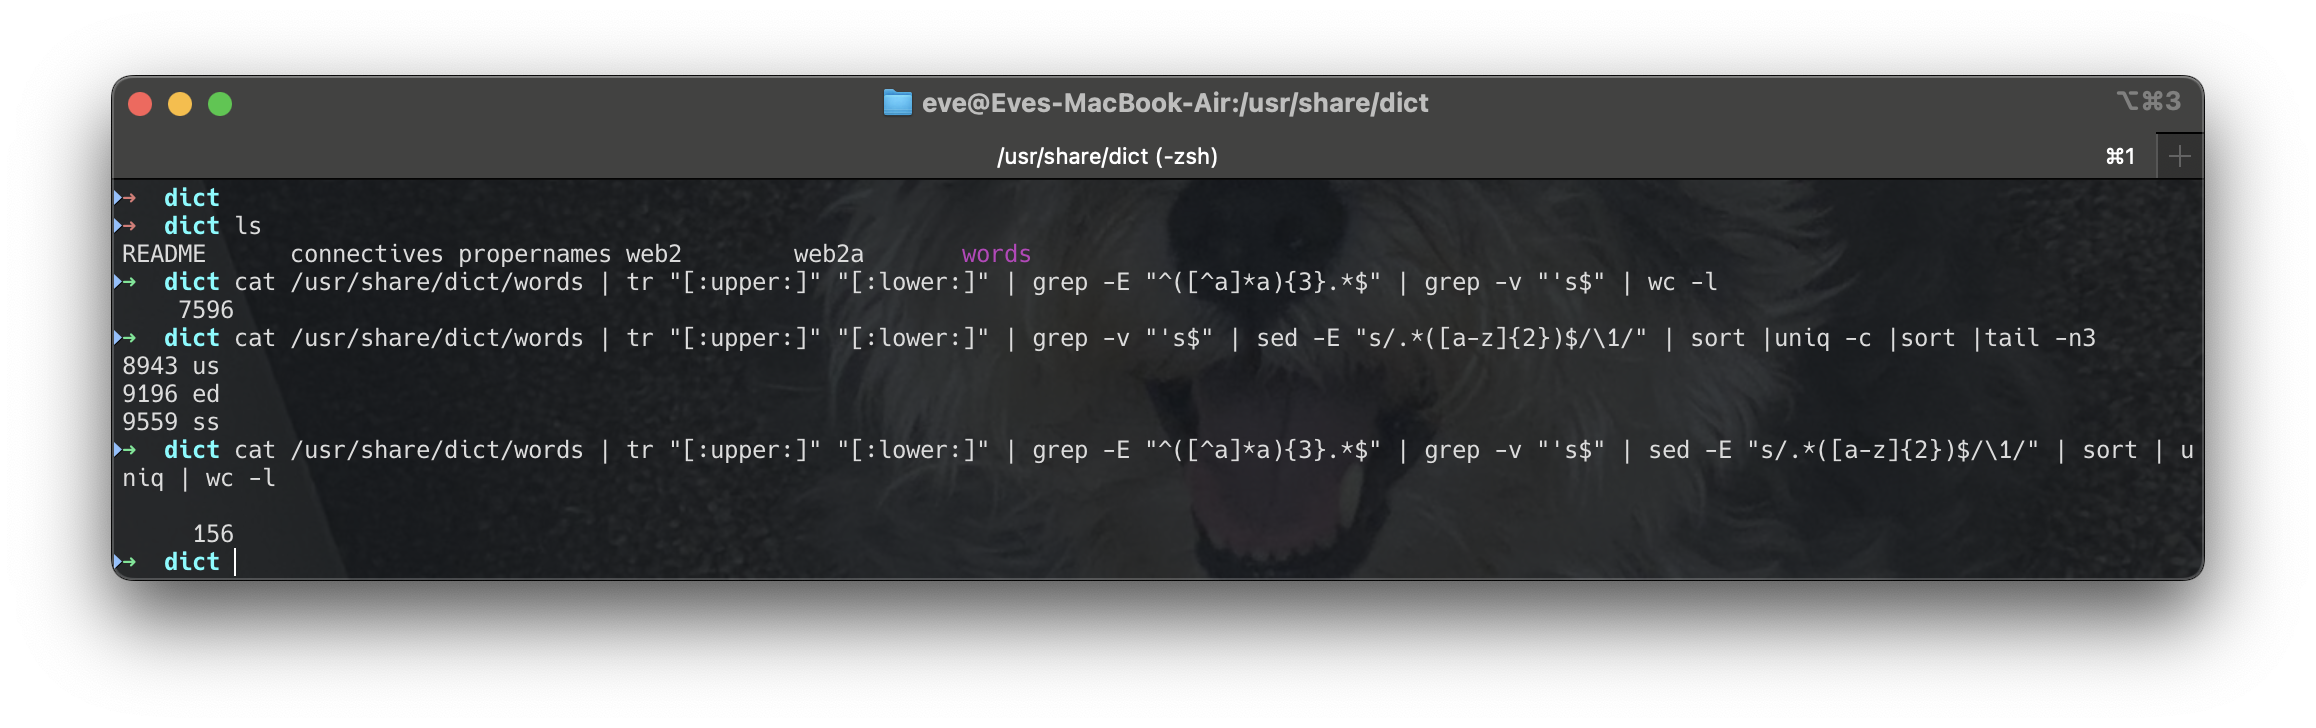 eve@Eves-MacBook-Air:/usr/share/dict ⌥⌘3
/usr/share/dict (-zsh) ⌘1 +
➜ dict
➜ dict ls
README connectives propernames web2 web2a words
➜ dict cat /usr/share/dict/words | tr "[:upper:]" "[:lower:]" | grep -E "^([^a]*a){3}.*$" | grep -v "'s$" | wc -l
7596
➜ dict cat /usr/share/dict/words | tr "[:upper:]" "[:lower:]" | grep -v "'s$" | sed -E "s/.*([a-z]{2})$/\1/" | sort |uniq -c |sort |tail -n3
8943 us
9196 ed
9559 ss
➜ dict cat /usr/share/dict/words | tr "[:upper:]" "[:lower:]" | grep -E "^([^a]*a){3}.*$" | grep -v "'s$" | sed -E "s/.*([a-z]{2})$/\1/" | sort | u
niq | wc -l
156
➜ dict